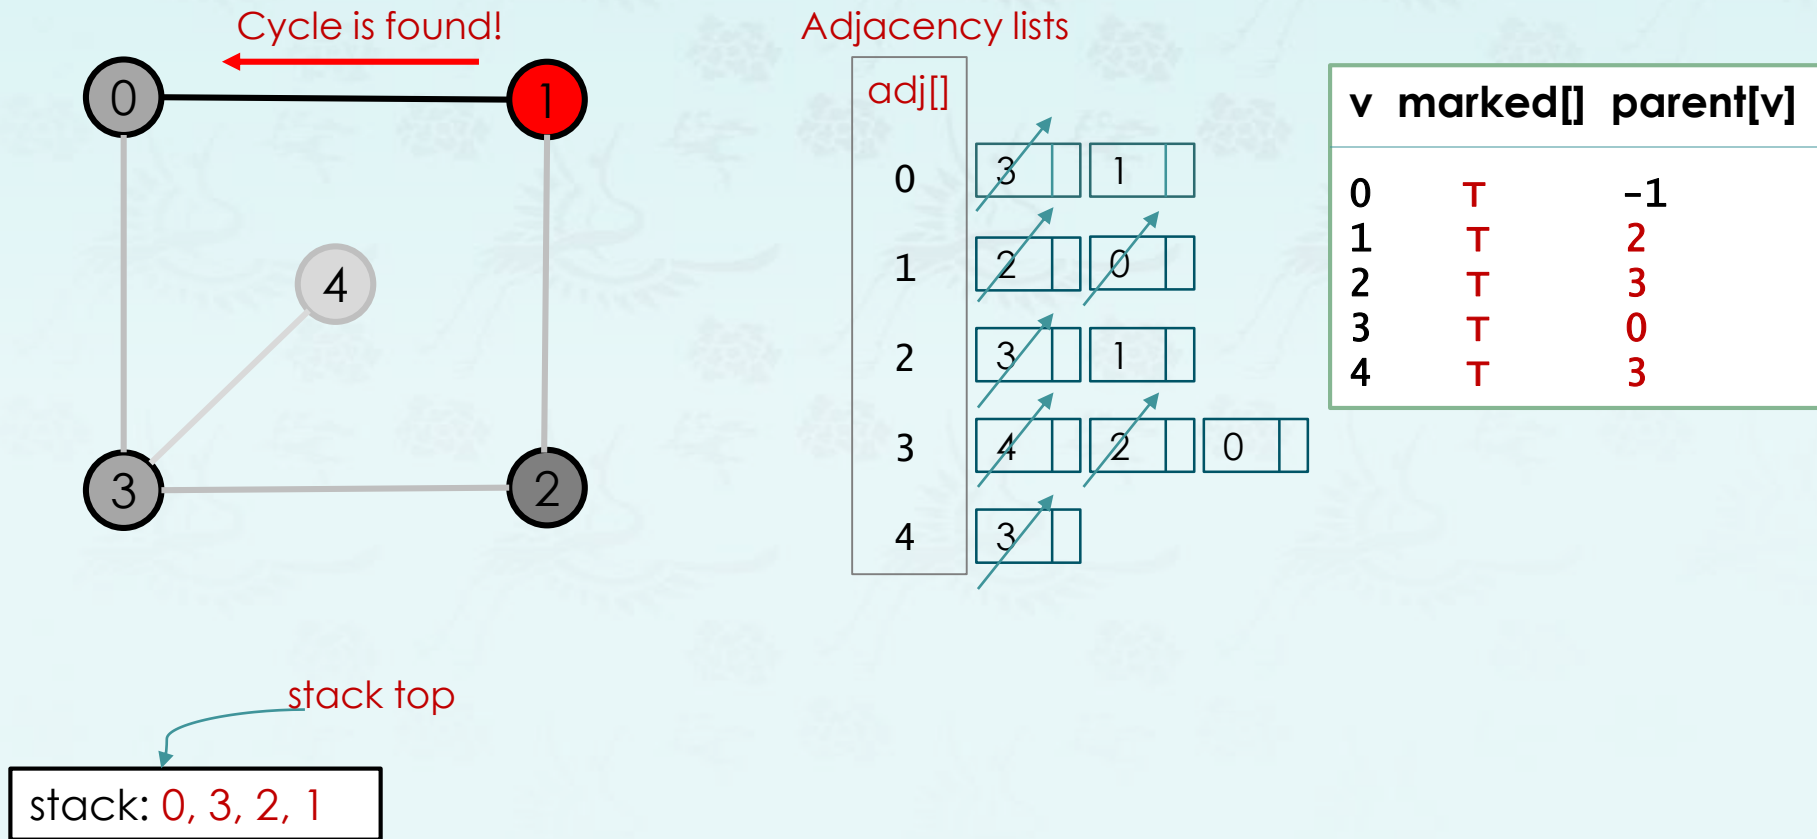 Cycle is found!
0
1
4
3
2
Adjacency lists
adj[]
0 3 1
1 2 0
2 3 1
3 4 2 0
4 3
v marked[] parent[v]
0 T -1
1 T 2
2 T 3
3 T 0
4 T 3
stack top
stack: 0, 3, 2, 1